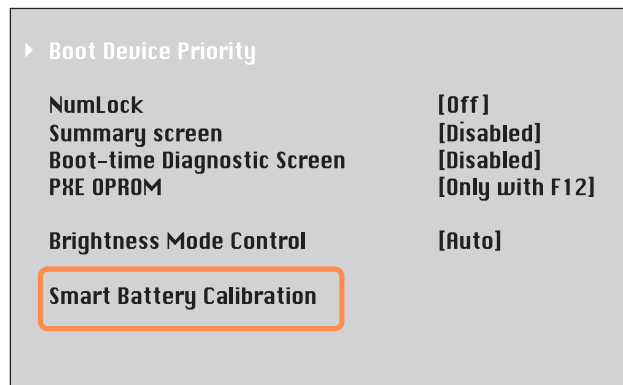 Boot Device Priority
NumLock [Off]
Summary screen [Disabled]
Boot-time Diagnostic Screen [Disabled]
PXE OPROM [Only with F12]
Brightness Mode Control [Auto]
Smart Battery Calibration